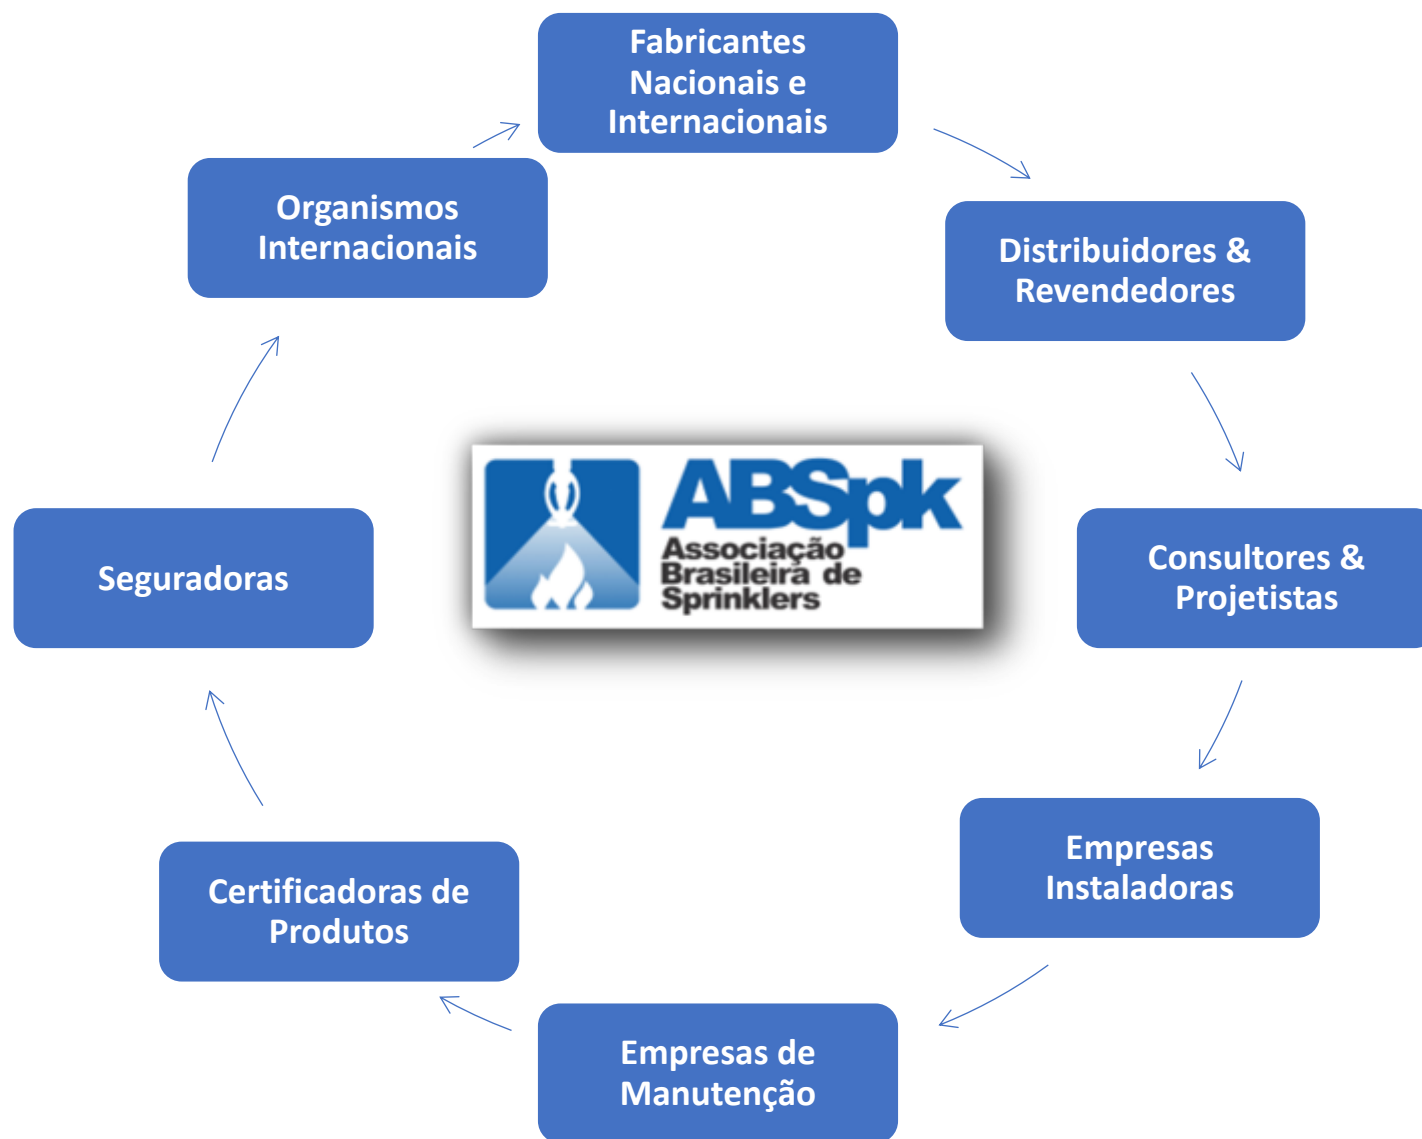 Fabricantes
Nacionais e
Internacionais
Distribuidores &
Revendedores
Consultores &
Projetistas
Empresas
Instaladoras
Empresas de
Manutenção
Certificadoras de
Produtos
Seguradoras
Organismos
Internacionais
ABSpk
Associação
Brasileira de
Sprinklers